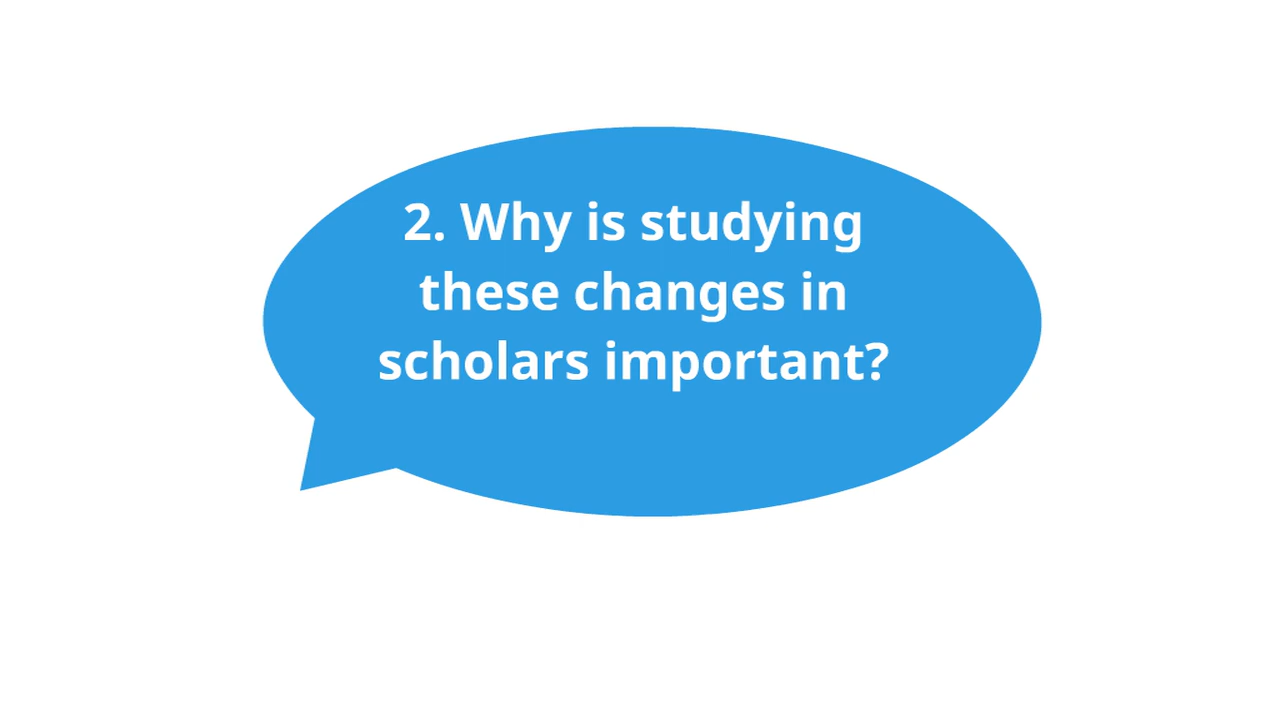 2. Why is studying
these changes in
scholars important?